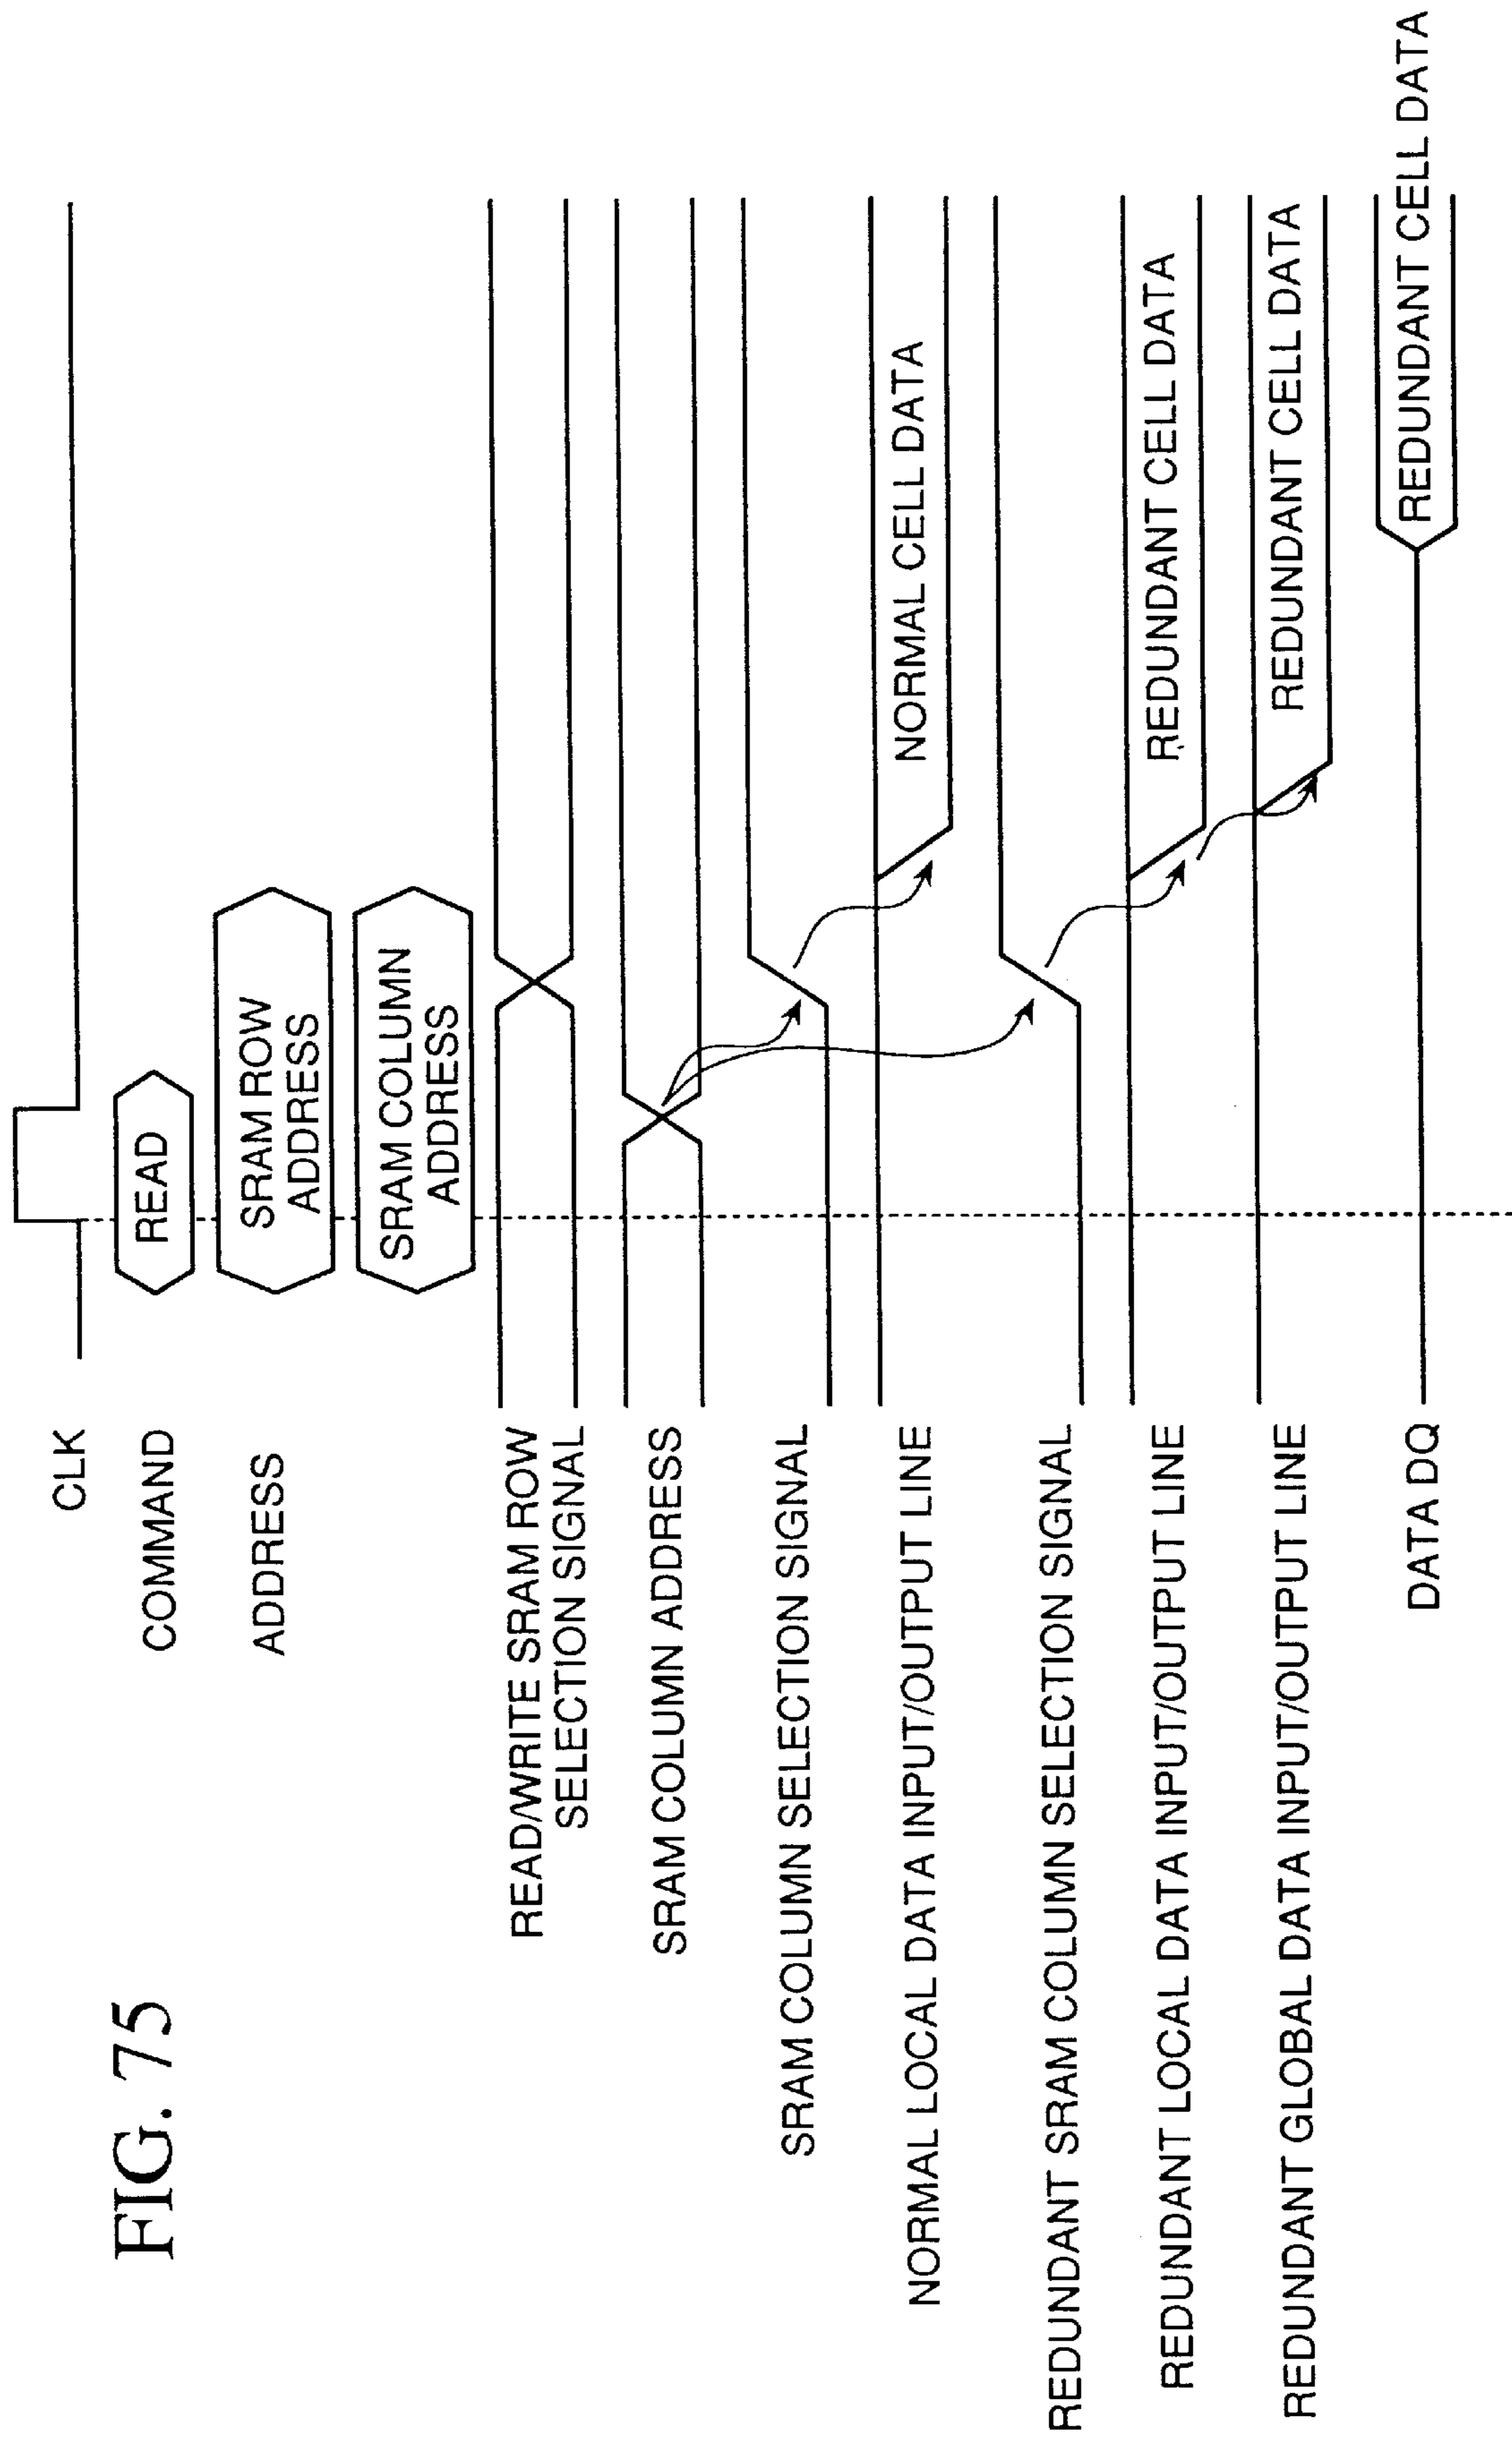 FIG. 75
CLK
COMMAND
READ
ADDRESS
SRAM ROW
ADDRESS
SRAM COLUMN
ADDRESS
READ/WRITE SRAM ROW
SELECTION SIGNAL
SRAM COLUMN ADDRESS
SRAM COLUMN SELECTION SIGNAL
NORMAL LOCAL DATA INPUT/OUTPUT LINE
NORMAL CELL DATA
REDUNDANT SRAM COLUMN SELECTION SIGNAL
REDUNDANT LOCAL DATA INPUT/OUTPUT LINE
REDUNDANT CELL DATA
REDUNDANT GLOBAL DATA INPUT/OUTPUT LINE
REDUNDANT CELL DATA
DATA DQ
REDUNDANT CELL DATA